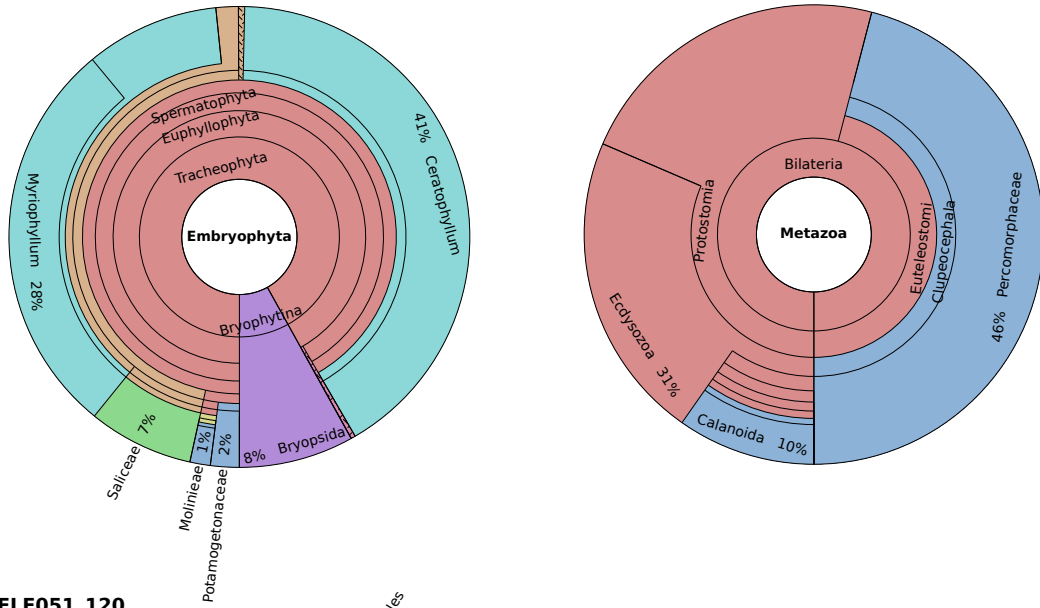 Spermatophyta
Euphyllophyta
Tracheophyta
Embryophyta
Bryophytina
41% Ceratophyllum
Myriophyllum 28%
7%
Saliceae
1%
Molinieae
2%
Potamogetonaceae
8% Bryopsida
Bilateria
Metazoa
Protostomia
Euteleostomi
Clupeocephala
46% Percomorphaceae
Ecdysozoa 31%
Calanoida 10%